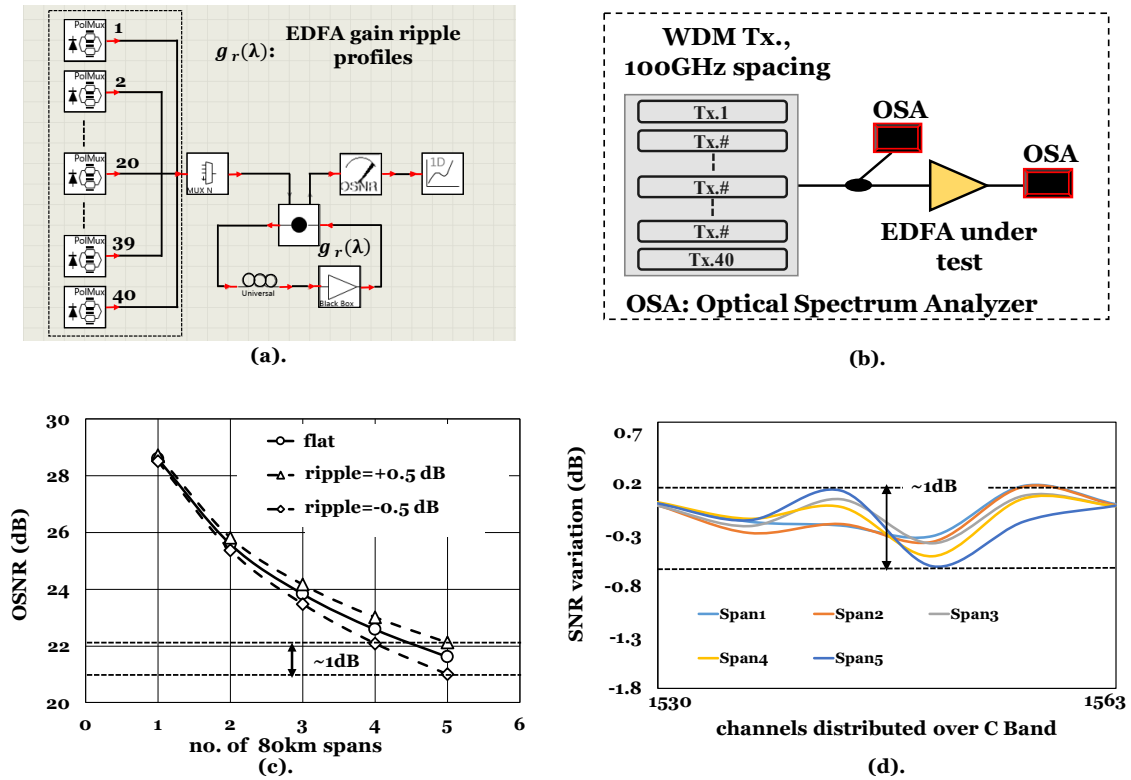 PolMux
1
PolMux
2
PolMux
20
PolMux
39
PolMux
40
g r(λ):
EDFA gain ripple
profiles
MUX N
OSNR
1D
g r(λ)
Universal
Black Box
(a).
WDM Tx.,
100GHz spacing
Tx.1
Tx.#
Tx.#
Tx.#
Tx.40
OSA
OSA
EDFA under
test
OSA: Optical Spectrum Analyzer
(b).
OSNR (dB)
30
28
26
24
22
20
flat
ripple=+0.5 dB
ripple=-0.5 dB
~1dB
0
1
2
3
4
5
6
no. of 80km spans
(c).
SNR variation (dB)
0.7
0.2
-0.3
-0.8
-1.3
-1.8
~1dB
Span1
Span2
Span3
Span4
Span5
1530
1563
channels distributed over C Band
(d).